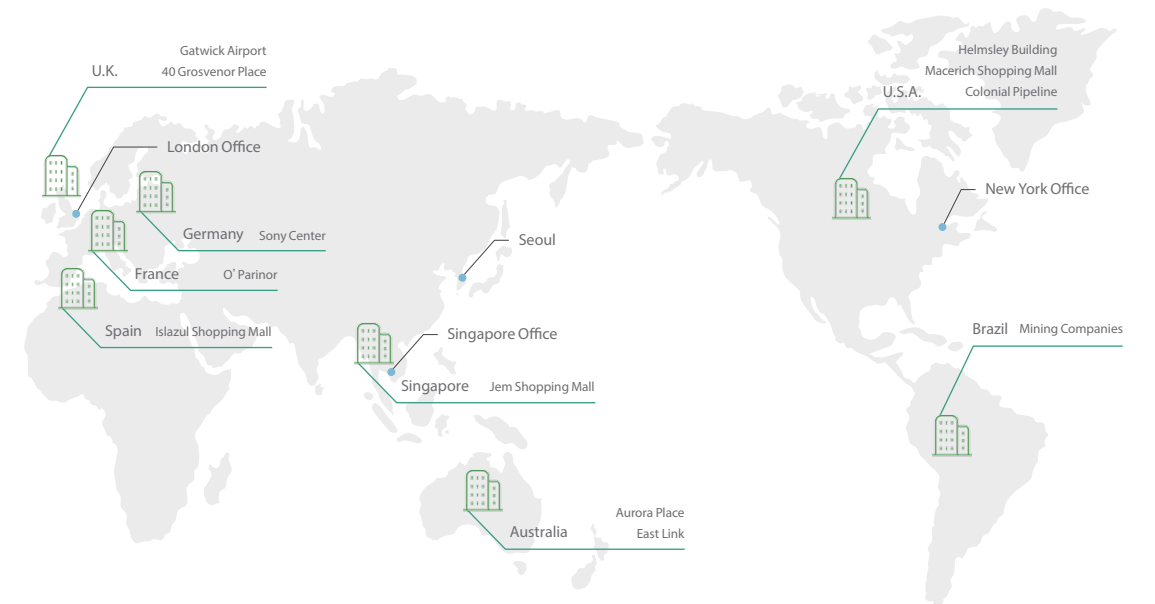 Gatwick Airport
U.K. 40 Grosvenor Place
London Office
Germany Sony Center
France O' Parinor
Spain Islazul Shopping Mall
Seoul
Singapore Office
Singapore Jem Shopping Mall
Aurora Place
Australia East Link
Helmsley Building
Macerich Shopping Mall
U.S.A. Colonial Pipeline
New York Office
Brazil Mining Companies